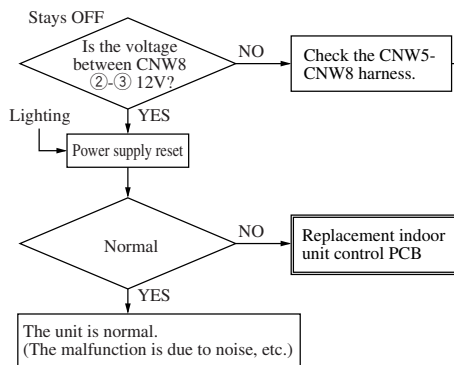 Stays OFF
Is the voltage
between CNW8
②-③ 12V?
NO
Check the CNW5-
CNW8 harness.
YES
Lighting
Power supply reset
Normal
NO
Replacement indoor
unit control PCB
YES
The unit is normal.
(The malfunction is due to noise, etc.)